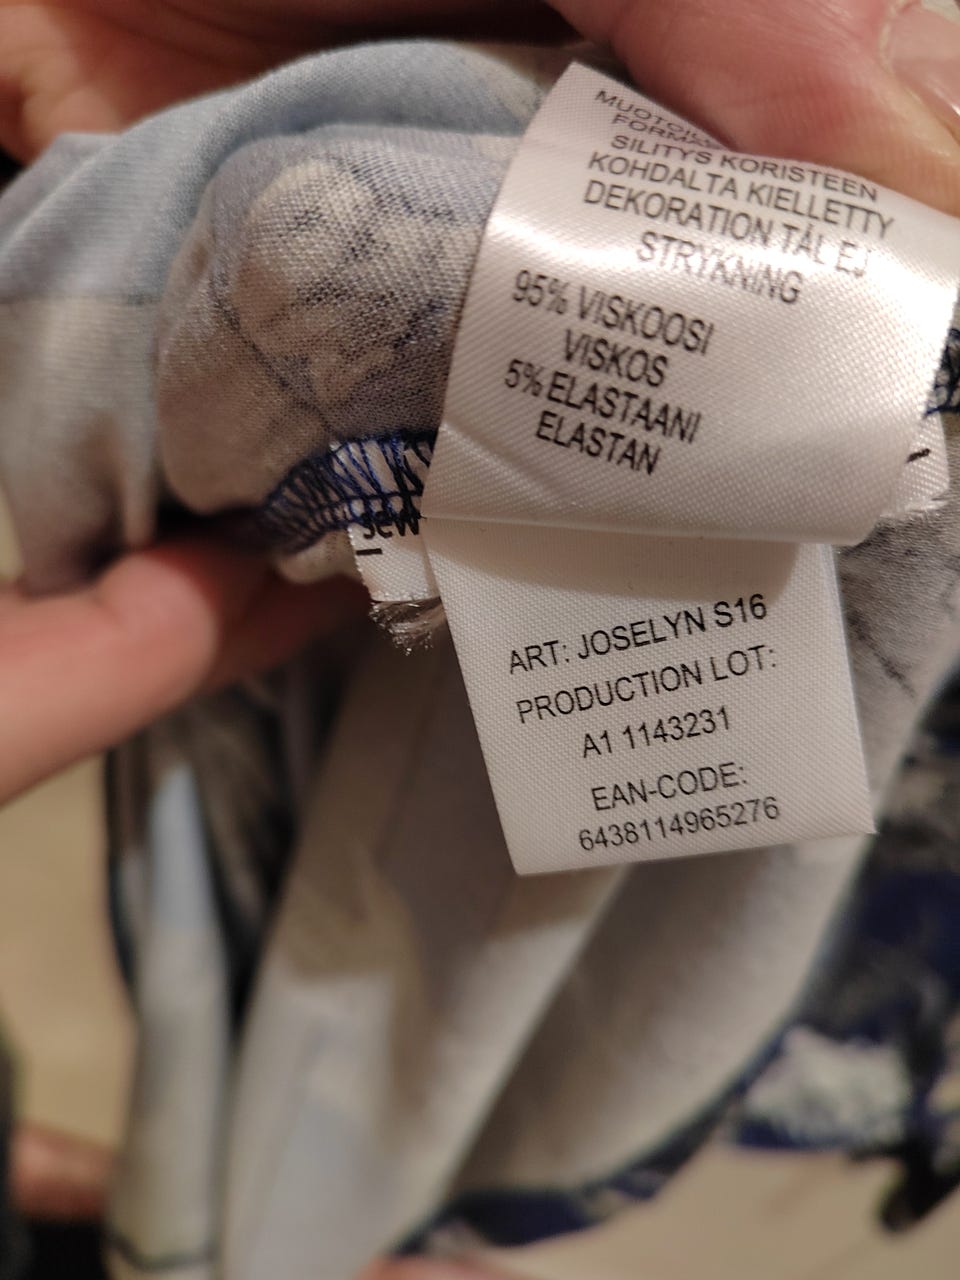 SILITYS KORISTEEN
KOHDALTA KIELLETTY
DEKORATION TÅL EJ
STRYKNING
95% VISKOOSI
VISKOS
5% ELASTAANI
ELASTAN
sew
ART: JOSELYN S16
PRODUCTION LOT:
A1 1143231
EAN-CODE:
6438114965276